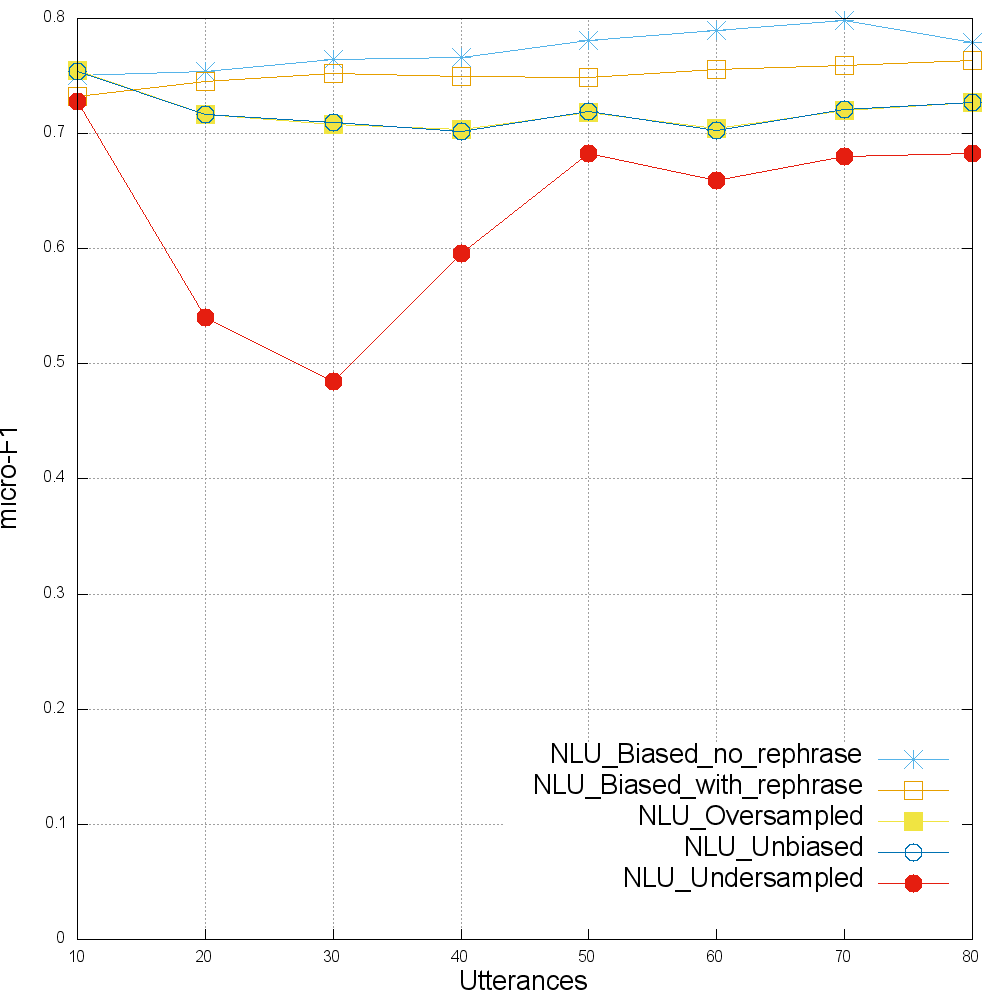 0.8
0.7
0.6
0.5
0.4
0.3
0.2
0.1
0
micro-F1
NLU_Biased_no_rephrase
NLU_Biased_with_rephrase
NLU_Oversampled
NLU_Unbiased
NLU_Undersampled
10 20 30 40 50 60 70 80
Utterances